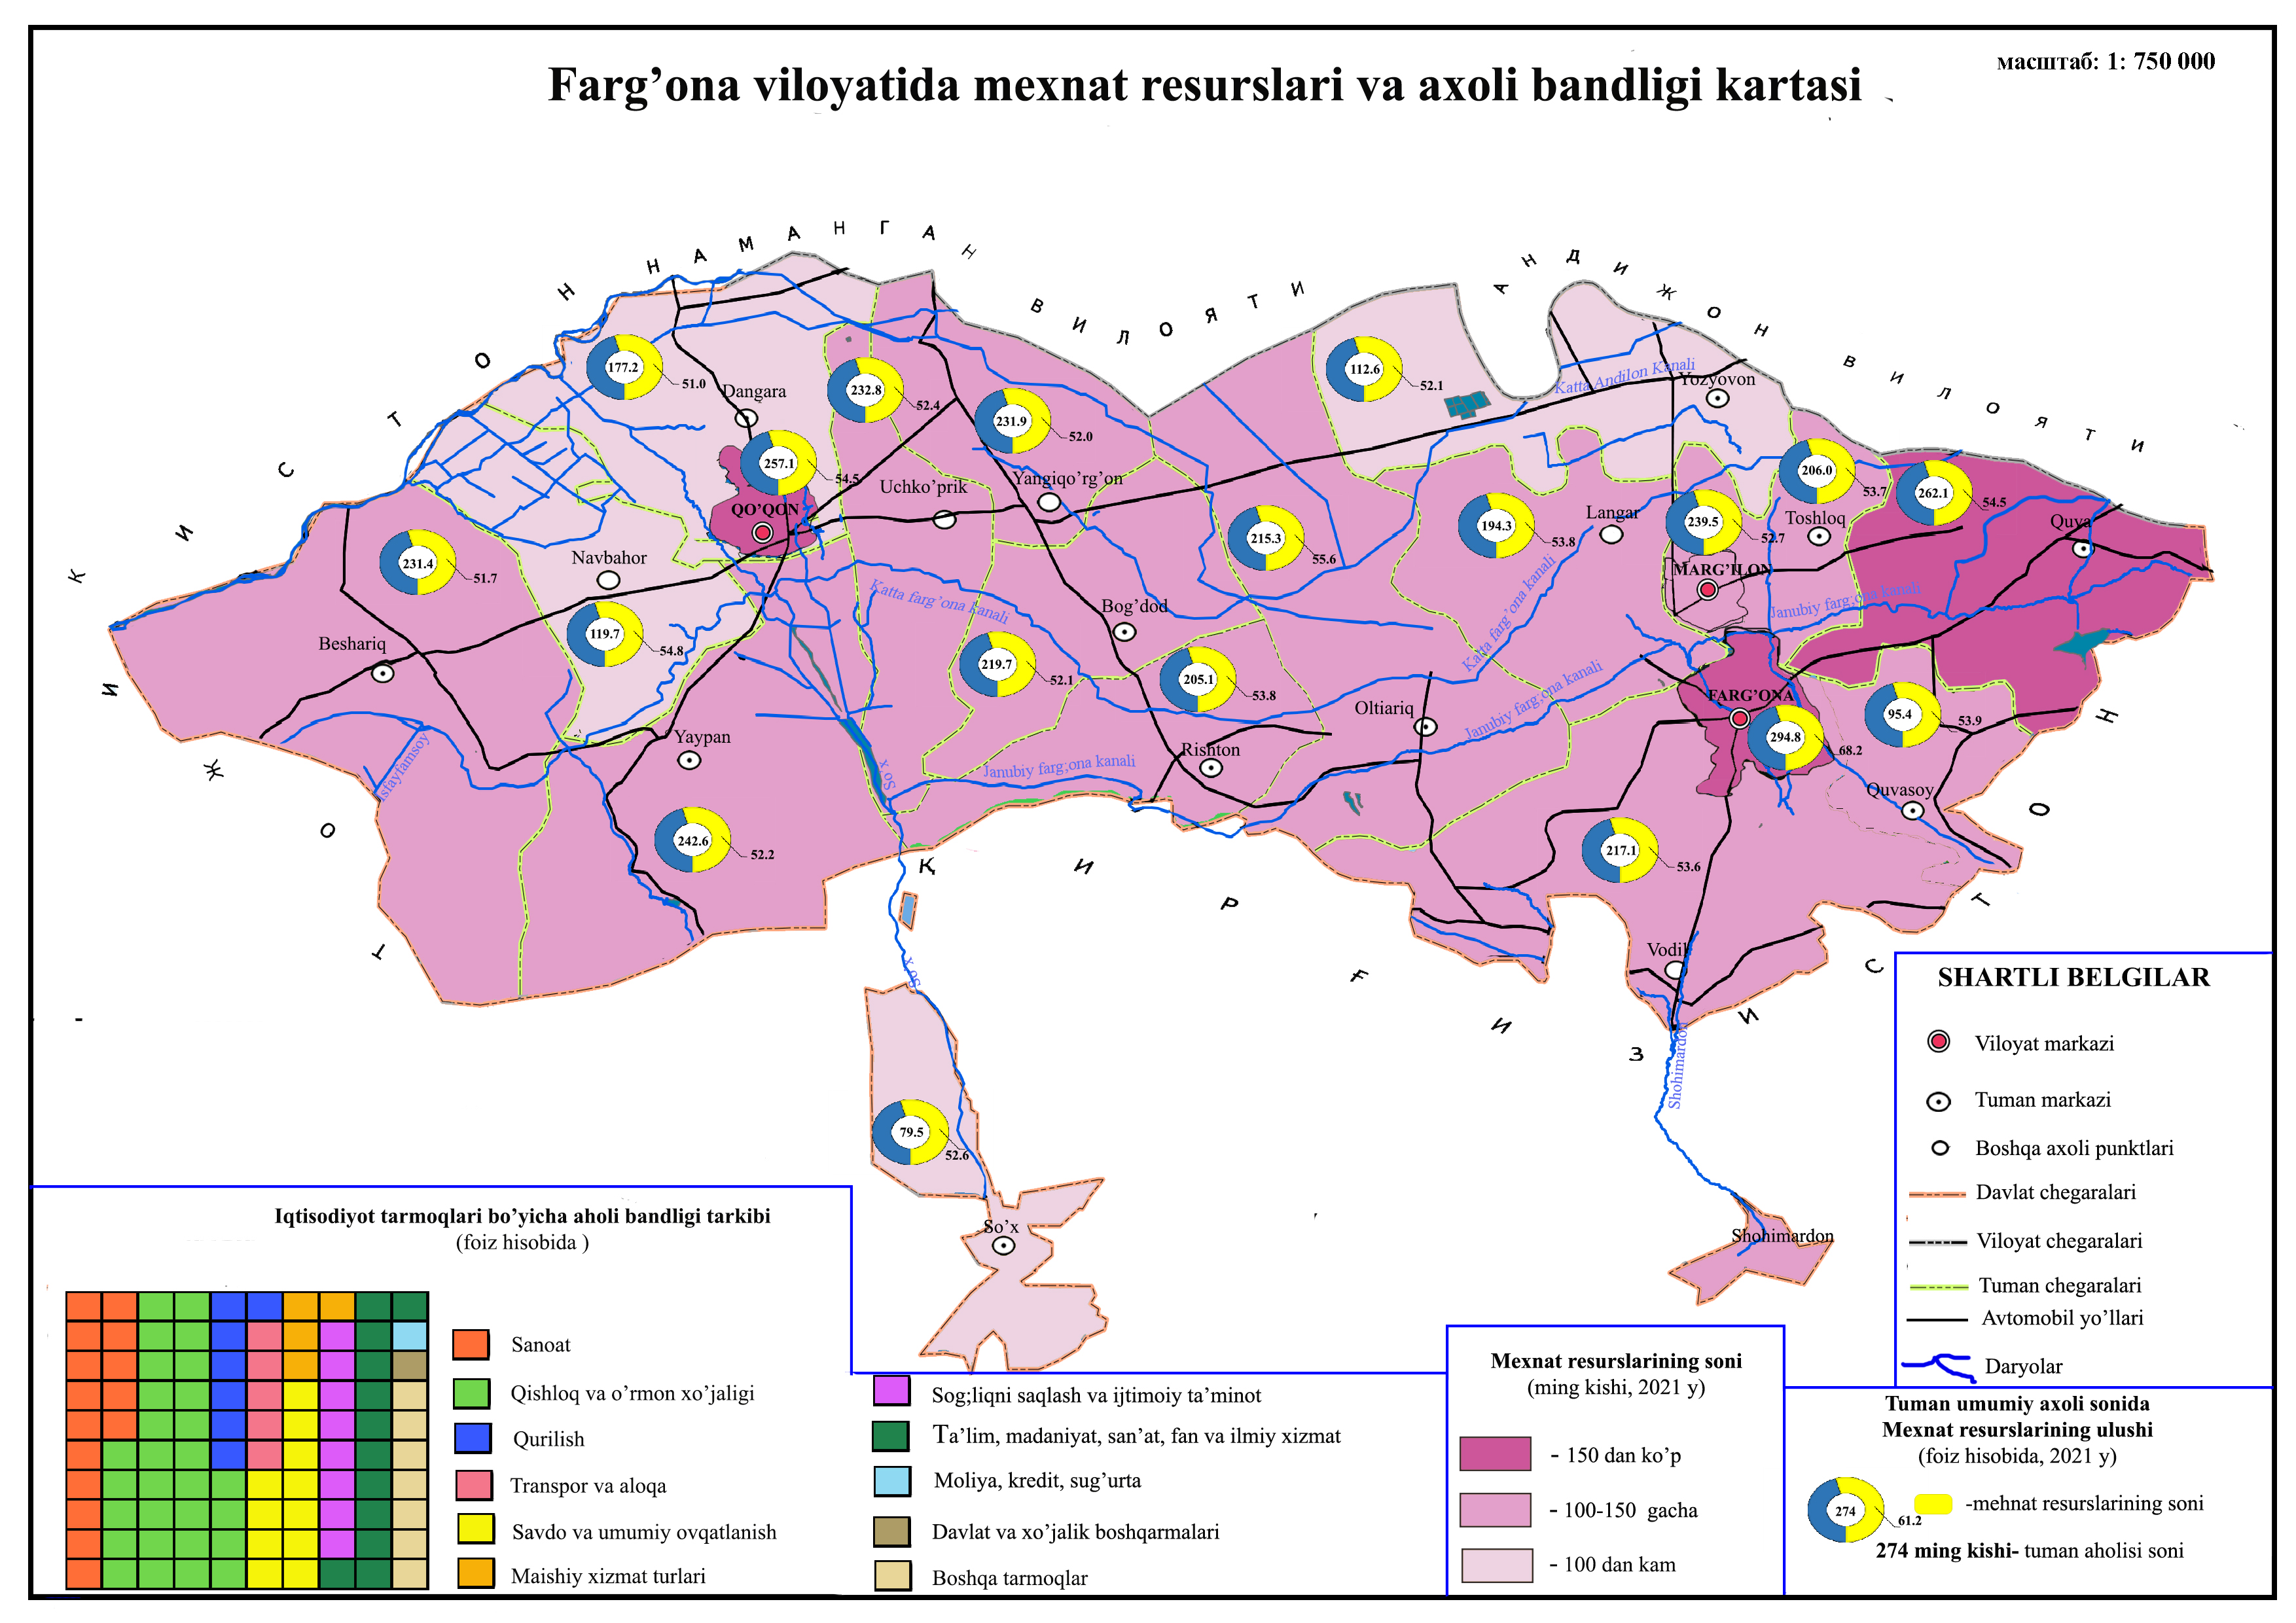 масштаб: 1: 750 000
Farg’ona viloyatida mexnat resurslari va axoli bandligi kartasi
НАМАНГАН ВИЛОЯТИ
АНДИЖОН ВИЛОЯТИ
ТОЖИКИСТОН
ҚИРҒИЗИСТОН
177.2
51.0
Dangara
232.8
52.4
231.9
52.0
112.6
52.1
Katta Andilon Kanali
Yozyovon
257.1
54.5
QO’QON
Uchko’prik
Yangiqo’rg’on
215.3
55.6
194.3
53.8
Langar
239.5
52.7
206.0
53.7
Toshloq
262.1
54.5
Quva
231.4
51.7
Navbahor
MARG’ILON
Janubiy farg;ona kanali
Katta farg’ona kanali
Katta farg’ona kanali
Bog’dod
119.7
54.8
Beshariq
219.7
52.1
205.1
53.8
Oltiariq
Janubiy farg;ona kanali
FARG’ONA
294.8
68.2
95.4
53.9
Yaypan
Isfayfamsoy
So’x
Janubiy farg;ona kanali
Rishton
Quvasoy
242.6
52.2
217.1
53.6
Vodil
So’x
Shohimardon
79.5
52.6
So’x
Shohimardon
SHARTLI BELGILAR
Viloyat markazi
Tuman markazi
Boshqa axoli punktlari
Davlat chegaralari
Viloyat chegaralari
Tuman chegaralari
Avtomobil yo’llari
Daryolar
Iqtisodiyot tarmoqlari bo’yicha aholi bandligi tarkibi
(foiz hisobida )
Sanoat
Qishloq va o’rmon xo’jaligi
Qurilish
Transpor va aloqa
Savdo va umumiy ovqatlanish
Maishiy xizmat turlari
Sog;liqni saqlash va ijtimoiy ta’minot
Ta’lim, madaniyat, san’at, fan va ilmiy xizmat
Moliya, kredit, sug’urta
Davlat va xo’jalik boshqarmalari
Boshqa tarmoqlar
Mexnat resurslarining soni
(ming kishi, 2021 y)
- 150 dan ko’p
- 100-150 gacha
- 100 dan kam
Tuman umumiy axoli sonida
Mexnat resurslarining ulushi
(foiz hisobida, 2021 y)
274
61.2
-mehnat resurslarining soni
274 ming kishi- tuman aholisi soni